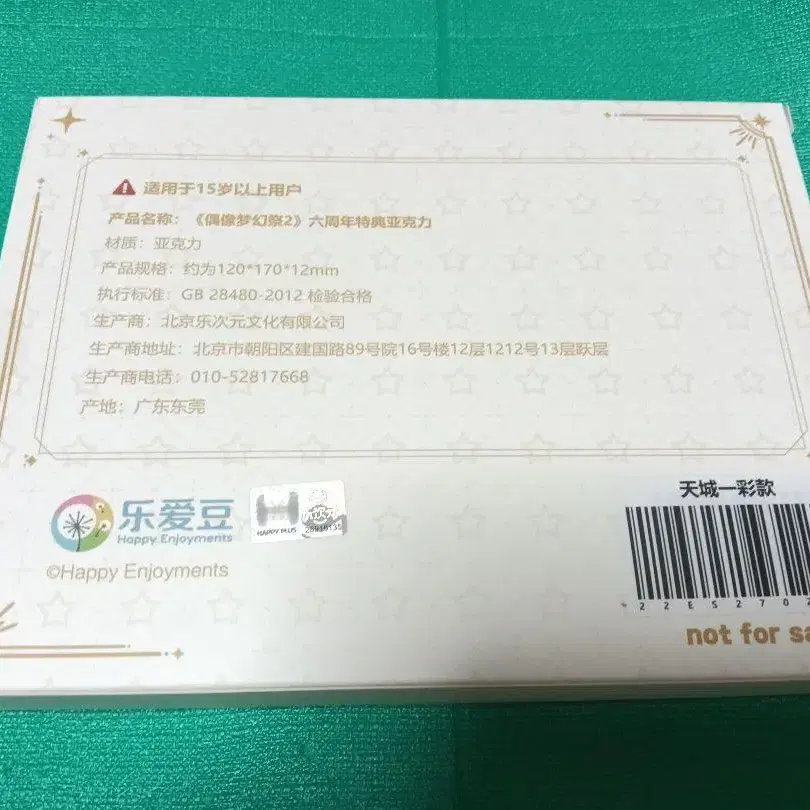 适用于15岁以上用户
产品名称：《偶像梦幻祭2》六周年特典亚克力
材质：亚克力
产品规格：约为120*170*12mm
执行标准：GB 28480-2012 检验合格
生产商：北京乐次元文化有限公司
生产商地址：北京市朝阳区建国路89号院16号楼12层1212号13层跃层
生产商电话：010-52817668
产地：广东东莞
乐爱豆
Happy Enjoyments
HAPPY PLUS
©Happy Enjoyments
天城一彩款
22ES2702
not for sa